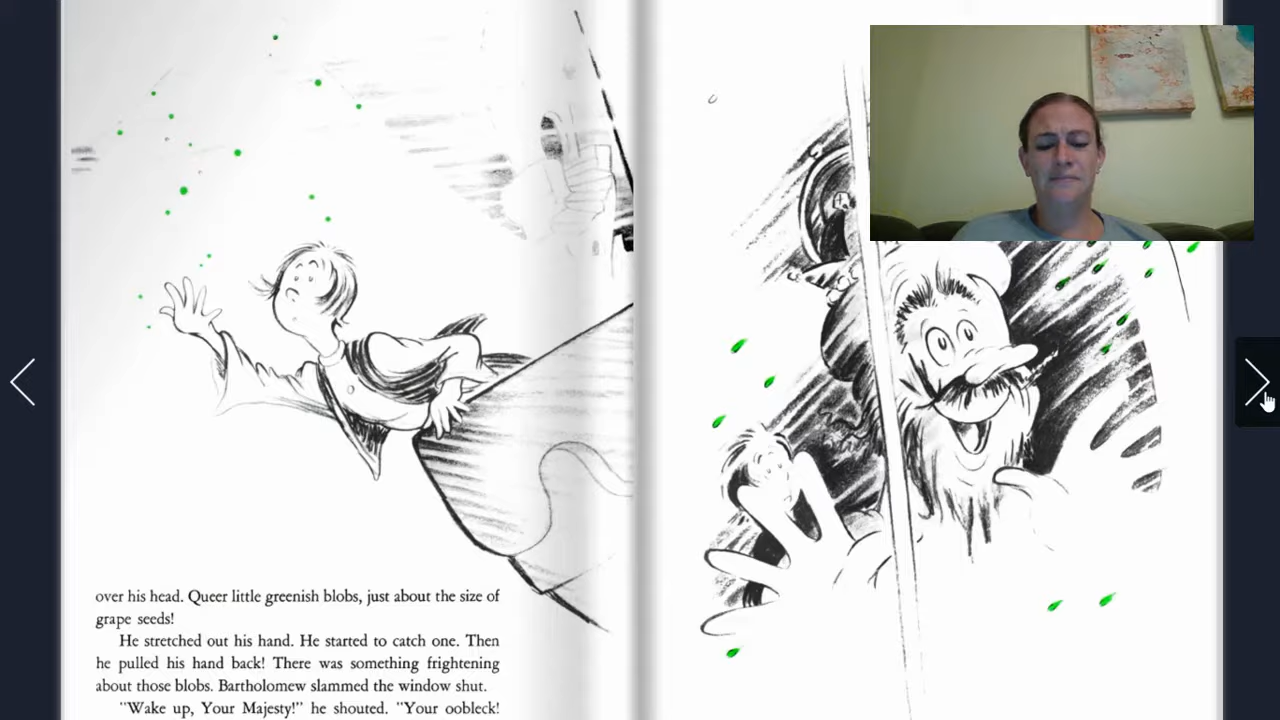 over his head. Queer little greenish blobs, just about the size of
grape seeds!
He stretched out his hand. He started to catch one. Then
he pulled his hand back! There was something frightening
about those blobs. Bartholomew slammed the window shut.
"Wake up, Your Majesty!" he shouted. "Your oobleck!